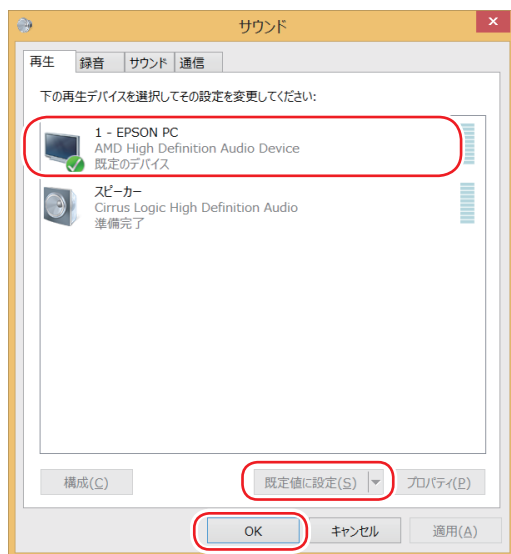 サウンド
再生 録音 サウンド 通信
下の再生デバイスを選択してその設定を変更してください:
1 - EPSON PC
AMD High Definition Audio Device
既定のデバイス
スピーカー
Cirrus Logic High Definition Audio
準備完了
構成(C) 既定値に設定(S) プロパティ(P)
OK キャンセル 適用(A)